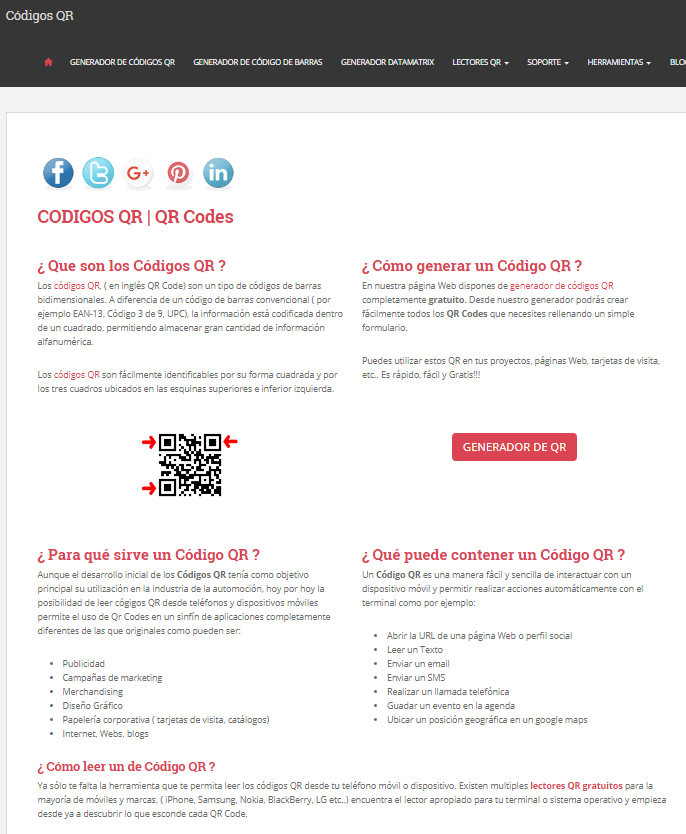 Códigos QR
GENERADOR DE CÓDIGOS QR GENERADOR DE CÓDIGO DE BARRAS GENERADOR DATAMATRIX LECTORES QR SOPORTE HERRAMIENTAS BLO
f t G+ in
CODIGOS QR | QR Codes
¿ Que son los Códigos QR ?
Los códigos QR, ( en inglés QR Code) son un tipo de códigos de barras
bidimensionales. A diferencia de un código de barras convencional ( por
ejemplo EAN-13, Código 3 de 9, UPC), la información está codificada dentro
de un cuadrado, permitiendo almacenar gran cantidad de información
alfanumérica.
Los códigos QR son fácilmente identificables por su forma cuadrada y por
los tres cuadros ubicados en las esquinas superiores e inferior izquierda.
¿ Cómo generar un Código QR ?
En nuestra página Web dispones de generador de códigos QR
completamente gratuito. Desde nuestro generador podrás crear
fácilmente todos los QR Codes que necesites rellenando un simple
formulario.
Puedes utilizar estos QR en tus proyectos, páginas Web, tarjetas de visita,
etc.. Es rápido, fácil y Gratis!!!
GENERADOR DE QR
¿ Para qué sirve un Código QR ?
Aunque el desarrollo inicial de los Códigos QR tenía como objetivo
principal su utilización en la industria de la automoción, hoy por hoy la
posibilidad de leer cógigos QR desde teléfonos y dispositivos móviles
permite el uso de Qr Codes en un sinfín de aplicaciones completamente
diferentes de las que originales como pueden ser:
• Publicidad
• Campañas de marketing
• Merchandising
• Diseño Gráfico
• Papelería corporativa ( tarjetas de visita, catálogos)
• Internet, Webs, blogs
¿ Qué puede contener un Código QR ?
Un Código QR es una manera fácil y sencilla de interactuar con un
dispositivo móvil y permitir realizar acciones automáticamente con el
terminal como por ejemplo:
• Abrir la URL de una página Web o perfil social
• Leer un Texto
• Enviar un email
• Enviar un SMS
• Realizar un llamada telefónica
• Guadar un evento en la agenda
• Ubicar un posición geográfica en un google maps
¿ Cómo leer un de Código QR ?
Ya sólo te falta la herramienta que te permita leer los códigos QR desde tu teléfono móvil o dispositivo. Existen multiples lectores QR gratuitos para la
mayoría de móviles y marcas, ( iPhone, Samsung, Nokia, BlackBerry, LG etc..) encuentra el lector apropiado para tu terminal o sistema operativo y empieza
desde ya a descubrir lo que esconde cada QR Code,